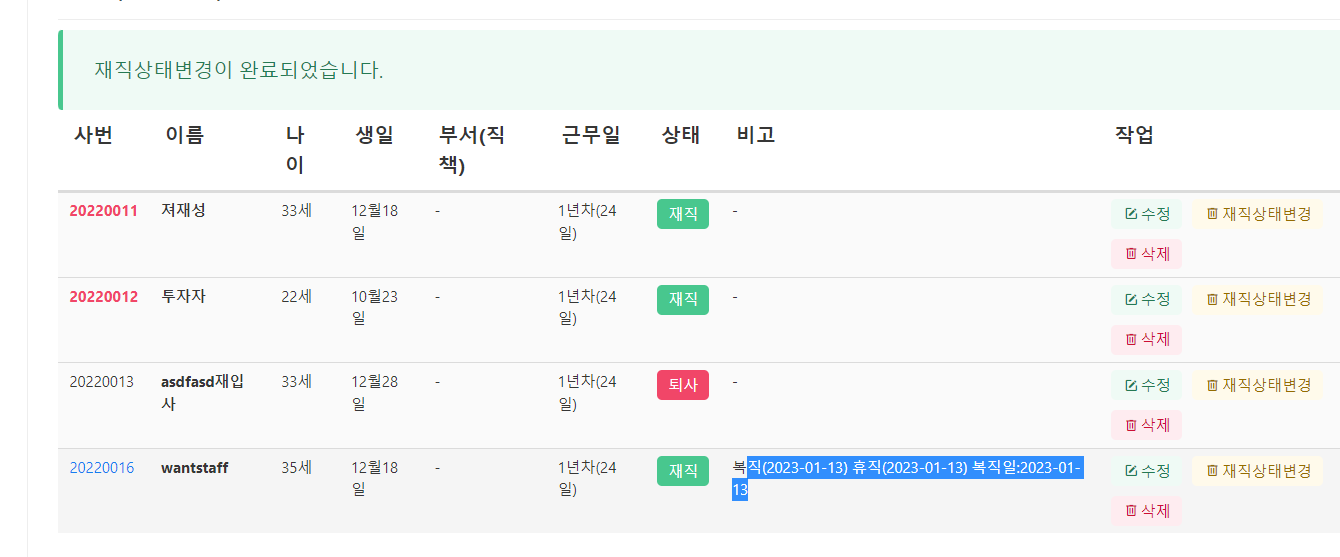 재직상태변경이 완료되었습니다.
사번 이름 나 생일 부서(직 근무일 상태 비고 작업
이 책)
20220011 져재성 33세 12월18 - 1년차(24 재직 - 수정 재직상태변경
일 일)
삭제
20220012 투자자 22세 10월23 - 1년차(24 재직 - 수정 재직상태변경
일 일)
삭제
20220013 asdfasd재입 33세 12월28 - 1년차(24 퇴사 - 수정 재직상태변경
사 일 일)
삭제
20220016 wantstaff 35세 12월18 - 1년차(24 재직 복직(2023-01-13) 휴직(2023-01-13) 복직일:2023-01- 수정 재직상태변경
일 일) 13
삭제